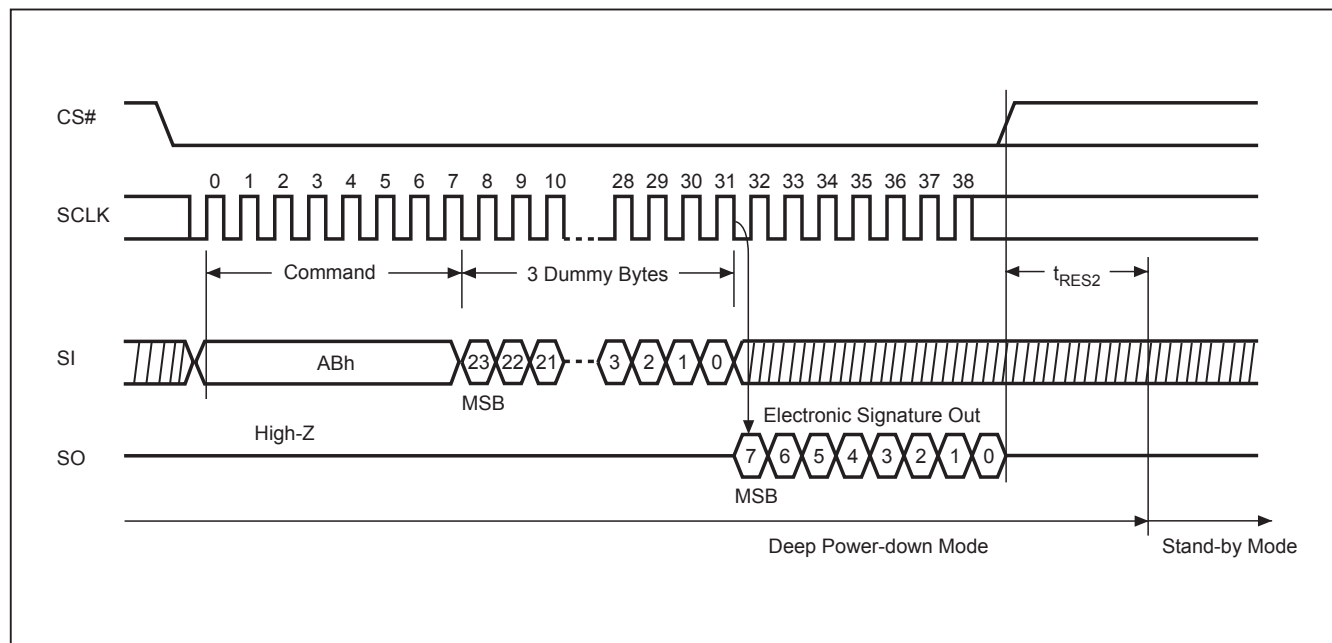 CS#
0 1 2 3 4 5 6 7 8 9 10 28 29 30 31 32 33 34 35 36 37 38
SCLK
Command
3 Dummy Bytes
tRES2
SI
ABh
23 22 21 3 2 1 0
MSB
High-Z
Electronic Signature Out
SO
7 6 5 4 3 2 1 0
MSB
Deep Power-down Mode
Stand-by Mode